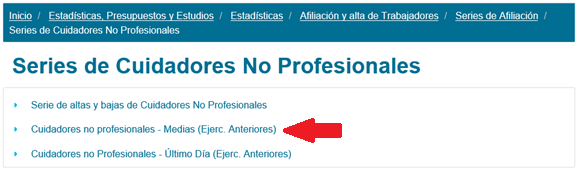 Inicio / Estadísticas, Presupuestos y Estudios / Estadísticas / Afiliación y alta de Trabajadores / Series de Afiliación /
Series de Cuidadores No Profesionales
Series de Cuidadores No Profesionales
Serie de altas y bajas de Cuidadores No Profesionales
Cuidadores no profesionales - Medias (Ejerc. Anteriores)
Cuidadores no Profesionales - Último Día (Ejerc. Anteriores)